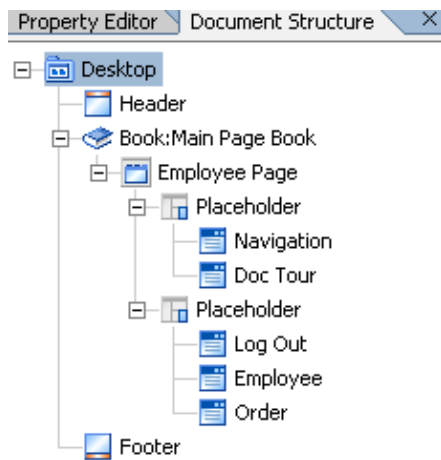 Property Editor Document Structure
Desktop
Header
Book:Main Page Book
Employee Page
Placeholder
Navigation
Doc Tour
Placeholder
Log Out
Employee
Order
Footer